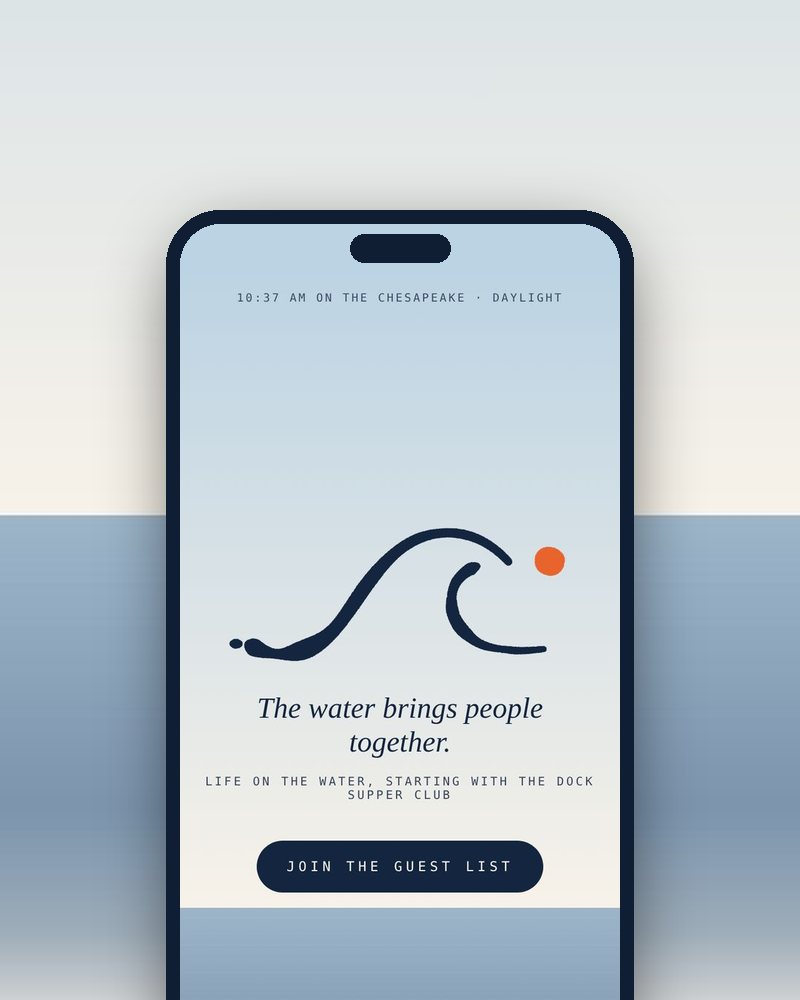 10:37 AM ON THE CHESAPEAKE · DAYLIGHT
The water brings people
together.
LIFE ON THE WATER, STARTING WITH THE DOCK
SUPPER CLUB
JOIN THE GUEST LIST